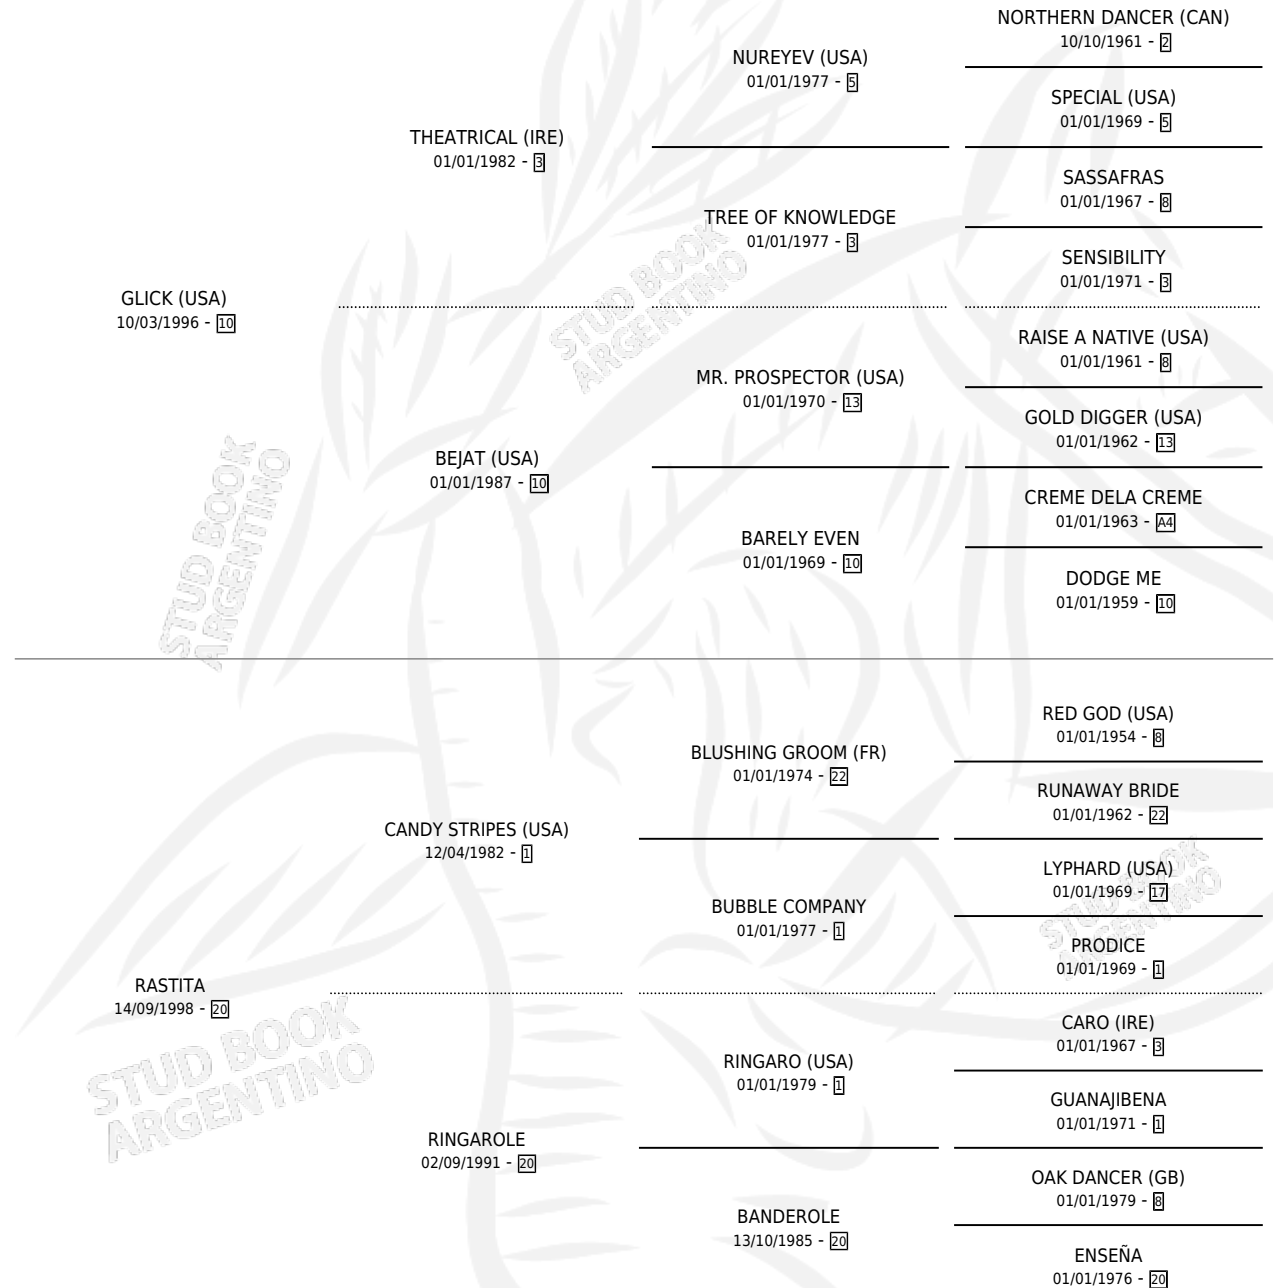 NORTHERN DANCER (CAN)
10/10/1961 - 2
NUREYEV (USA)
01/01/1977 - 5
SPECIAL (USA)
01/01/1969 - 5
THEATRICAL (IRE)
01/01/1982 - 3
SASSAFRAS
01/01/1967 - 8
TREE OF KNOWLEDGE
01/01/1977 - 3
SENSIBILITY
01/01/1971 - 3
GLICK (USA)
10/03/1996 - 10
RAISE A NATIVE (USA)
01/01/1961 - 8
MR. PROSPECTOR (USA)
01/01/1970 - 13
GOLD DIGGER (USA)
01/01/1962 - 13
BEJAT (USA)
01/01/1987 - 10
CREME DELA CREME
01/01/1963 - A4
BARELY EVEN
01/01/1969 - 10
DODGE ME
01/01/1959 - 10
STUD BOOK
ARGENTINO
STUD BOOK
ARGENTINO
RED GOD (USA)
01/01/1954 - 8
BLUSHING GROOM (FR)
01/01/1974 - 22
RUNAWAY BRIDE
01/01/1962 - 22
CANDY STRIPES (USA)
12/04/1982 - 1
LYPHARD (USA)
01/01/1969 - 17
BUBBLE COMPANY
01/01/1977 - 1
PRODICE
01/01/1969 - 1
RASTITA
14/09/1998 - 20
CARO (IRE)
01/01/1967 - 3
RINGARO (USA)
01/01/1979 - 1
GUANAJIBENA
01/01/1971 - 1
RINGAROLE
02/09/1991 - 20
OAK DANCER (GB)
01/01/1979 - 8
BANDEROLE
13/10/1985 - 20
ENSEÑA
01/01/1976 - 20
STUD BOOK
ARGENTINO
STUD BOOK
ARGENTINO